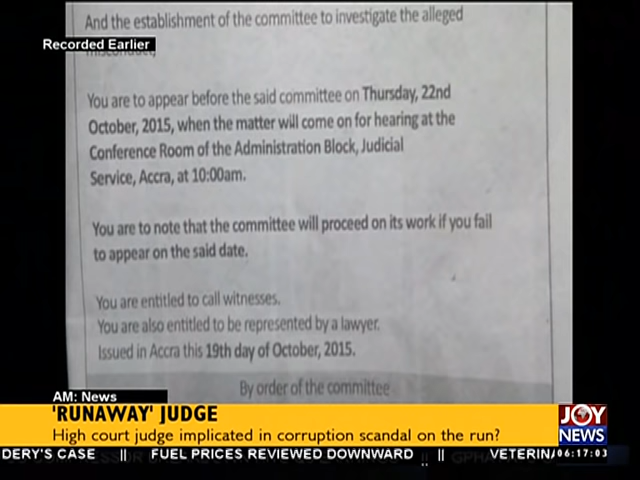 And the establishment of the committee to investigate the alleged
Recorded Earlier
misconduct,
You are to appear before the said committee on Thursday, 22nd
October, 2015, when the matter will come on for hearing at the
Conference Room of the Administration Block, Judicial
Service, Accra, at 10:00am.
You are to note that the committee will proceed on its work if you fail
to appear on the said date.
You are entitled to call witnesses.
You are also entitled to be represented by a lawyer.
Issued in Accra this 19th day of October, 2015.
By order of the committee
AM: News
'RUNAWAY' JUDGE
High court judge implicated in corruption scandal on the run?
JOY
NEWS
DERY'S CASE || FUEL PRICES REVIEWED DOWNWARD || VETERIN
06:17:03